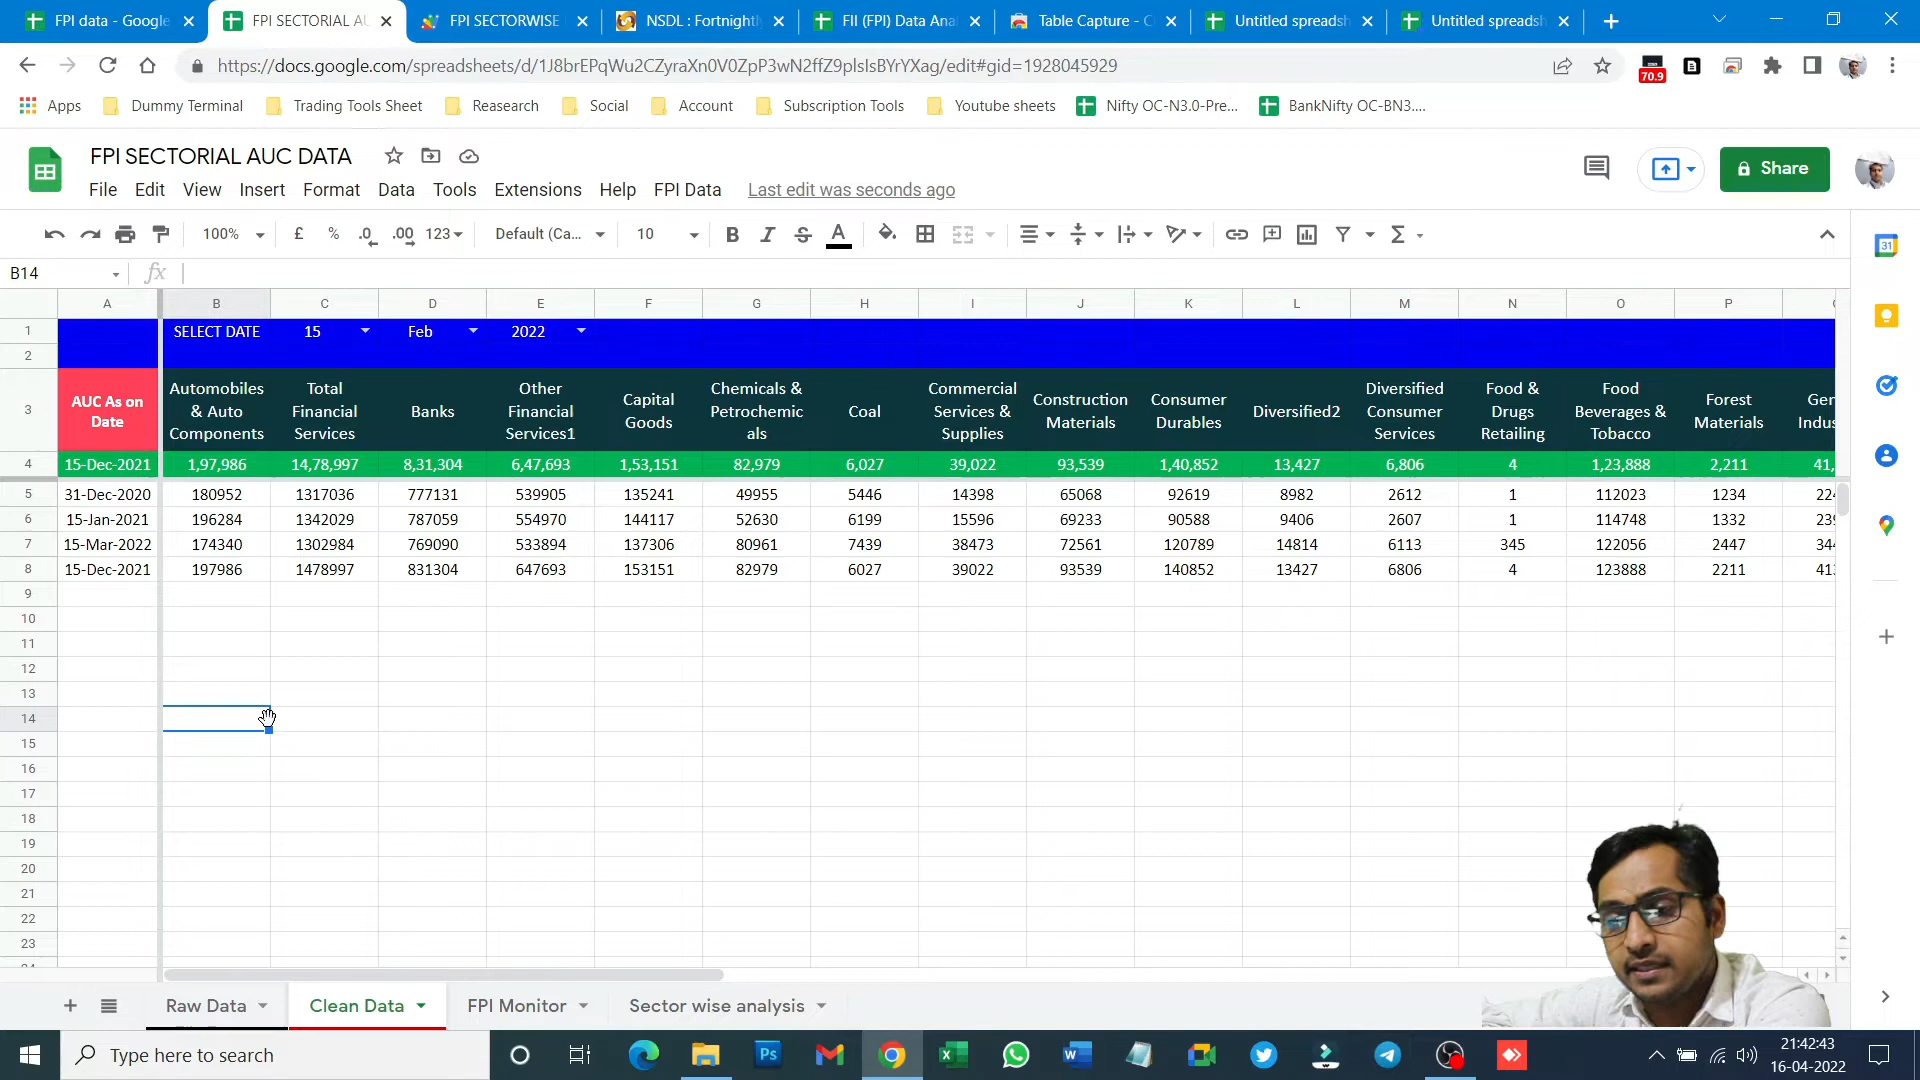 FPI data - Google
FPI SECTORIAL AU
FPI SECTORWISE
NSDL : Fortnightl
FII (FPI) Data Ana
Table Capture - C
Untitled spreadsh
Untitled spreadsh
https://docs.google.com/spreadsheets/d/1J8brEPqWu2CZyraXn0V0ZpP3wN2ffZ9plsIsBYrYXag/edit#gid=1928045929
70.9
Apps
Dummy Terminal
Trading Tools Sheet
Reasearch
Social
Account
Subscription Tools
Youtube sheets
Nifty OC-N3.0-Pre...
BankNifty OC-BN3....
FPI SECTORIAL AUC DATA
File Edit View Insert Format Data Tools Extensions Help FPI Data Last edit was seconds ago
Share
100% £ % .0 .00 123 Default (Ca... 10 B I S A Σ
B14 fx
A B C D E F G H I J K L M N O P
1 SELECT DATE 15 Feb 2022
2
3 AUC As on Date Automobiles & Auto Components Total Financial Services Banks Other Financial Services1 Capital Goods Chemicals & Petrochemicals Coal Commercial Services & Supplies Construction Materials Consumer Durables Diversified2 Diversified Consumer Services Food & Drugs Retailing Food Beverages & Tobacco Forest Materials Ger Indus
4 15-Dec-2021 1,97,986 14,78,997 8,31,304 6,47,693 1,53,151 82,979 6,027 39,022 93,539 1,40,852 13,427 6,806 4 1,23,888 2,211 41,
5 31-Dec-2020 180952 1317036 777131 539905 135241 49955 5446 14398 65068 92619 8982 2612 1 112023 1234 224
6 15-Jan-2021 196284 1342029 787059 554970 144117 52630 6199 15596 69233 90588 9406 2607 1 114748 1332 239
7 15-Mar-2022 174340 1302984 769090 533894 137306 80961 7439 38473 72561 120789 14814 6113 345 122056 2447 344
8 15-Dec-2021 197986 1478997 831304 647693 153151 82979 6027 39022 93539 140852 13427 6806 4 123888 2211 413
9
10
11
12
13
14
15
16
17
18
19
20
21
22
23
31
Raw Data
Clean Data
FPI Monitor
Sector wise analysis
Type here to search
Ps
21:42:43
16-04-2022